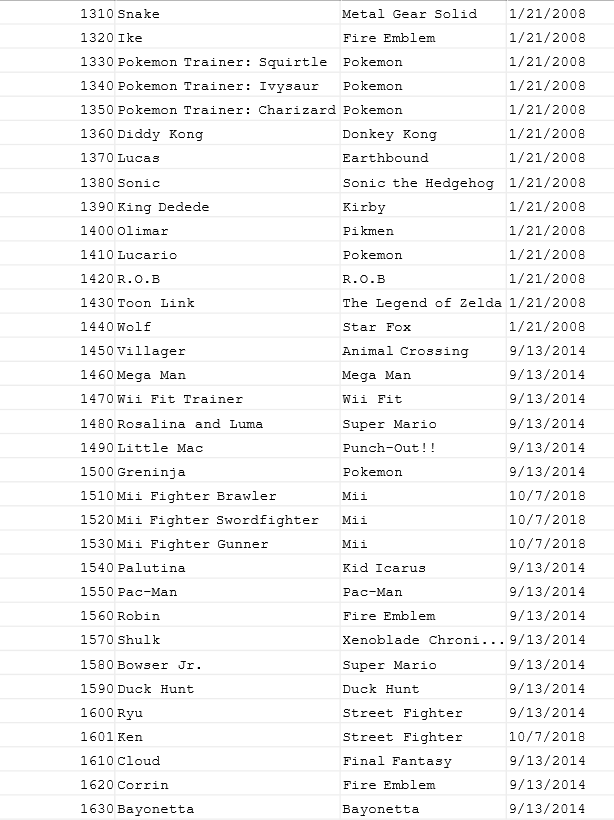 1310 Snake Metal Gear Solid 1/21/2008
1320 Ike Fire Emblem 1/21/2008
1330 Pokemon Trainer: Squirtle Pokemon 1/21/2008
1340 Pokemon Trainer: Ivysaur Pokemon 1/21/2008
1350 Pokemon Trainer: Charizard Pokemon 1/21/2008
1360 Diddy Kong Donkey Kong 1/21/2008
1370 Lucas Earthbound 1/21/2008
1380 Sonic Sonic the Hedgehog 1/21/2008
1390 King Dedede Kirby 1/21/2008
1400 Olimar Pikmen 1/21/2008
1410 Lucario Pokemon 1/21/2008
1420 R.O.B R.O.B 1/21/2008
1430 Toon Link The Legend of Zelda 1/21/2008
1440 Wolf Star Fox 1/21/2008
1450 Villager Animal Crossing 9/13/2014
1460 Mega Man Mega Man 9/13/2014
1470 Wii Fit Trainer Wii Fit 9/13/2014
1480 Rosalina and Luma Super Mario 9/13/2014
1490 Little Mac Punch-Out!! 9/13/2014
1500 Greninja Pokemon 9/13/2014
1510 Mii Fighter Brawler Mii 10/7/2018
1520 Mii Fighter Swordfighter Mii 10/7/2018
1530 Mii Fighter Gunner Mii 10/7/2018
1540 Palutina Kid Icarus 9/13/2014
1550 Pac-Man Pac-Man 9/13/2014
1560 Robin Fire Emblem 9/13/2014
1570 Shulk Xenoblade Chroni... 9/13/2014
1580 Bowser Jr. Super Mario 9/13/2014
1590 Duck Hunt Duck Hunt 9/13/2014
1600 Ryu Street Fighter 9/13/2014
1601 Ken Street Fighter 10/7/2018
1610 Cloud Final Fantasy 9/13/2014
1620 Corrin Fire Emblem 9/13/2014
1630 Bayonetta Bayonetta 9/13/2014